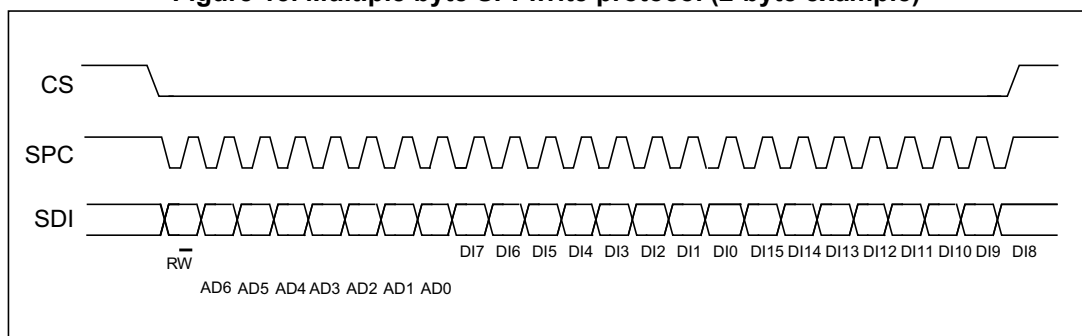 Figure 16. Multiple byte SPI write protocol (2-byte example)
CS
SPC
SDI
RW
DI7 DI6 DI5 DI4 DI3 DI2 DI1 DI0 DI15 DI14 DI13 DI12 DI11 DI10 DI9 DI8
AD6 AD5 AD4 AD3 AD2 AD1 AD0